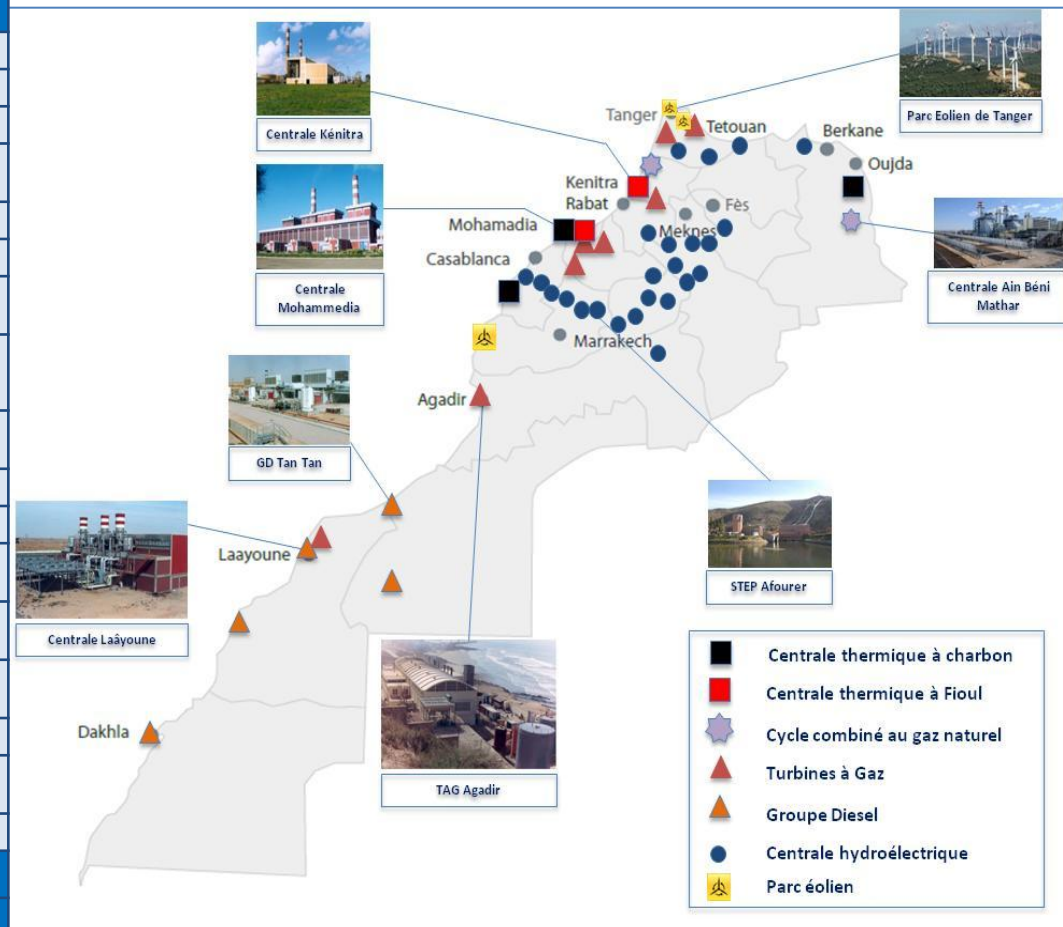 Centrale Kénitra
Parc Eolien de Tanger
Tanger
Tetouan
Berkane
Oujda
Kenitra
Rabat
Fès
Mohamadia
Meknes
Centrale
Mohammedia
Casablanca
Centrale Ain Béni
Mathar
Marrakech
Agadir
GD Tan Tan
Laayoune
STEP Afourer
Centrale Laâyoune
Dakhla
TAG Agadir
Centrale thermique à charbon
Centrale thermique à Fioul
Cycle combiné au gaz naturel
Turbines à Gaz
Groupe Diesel
Centrale hydroélectrique
Parc éolien